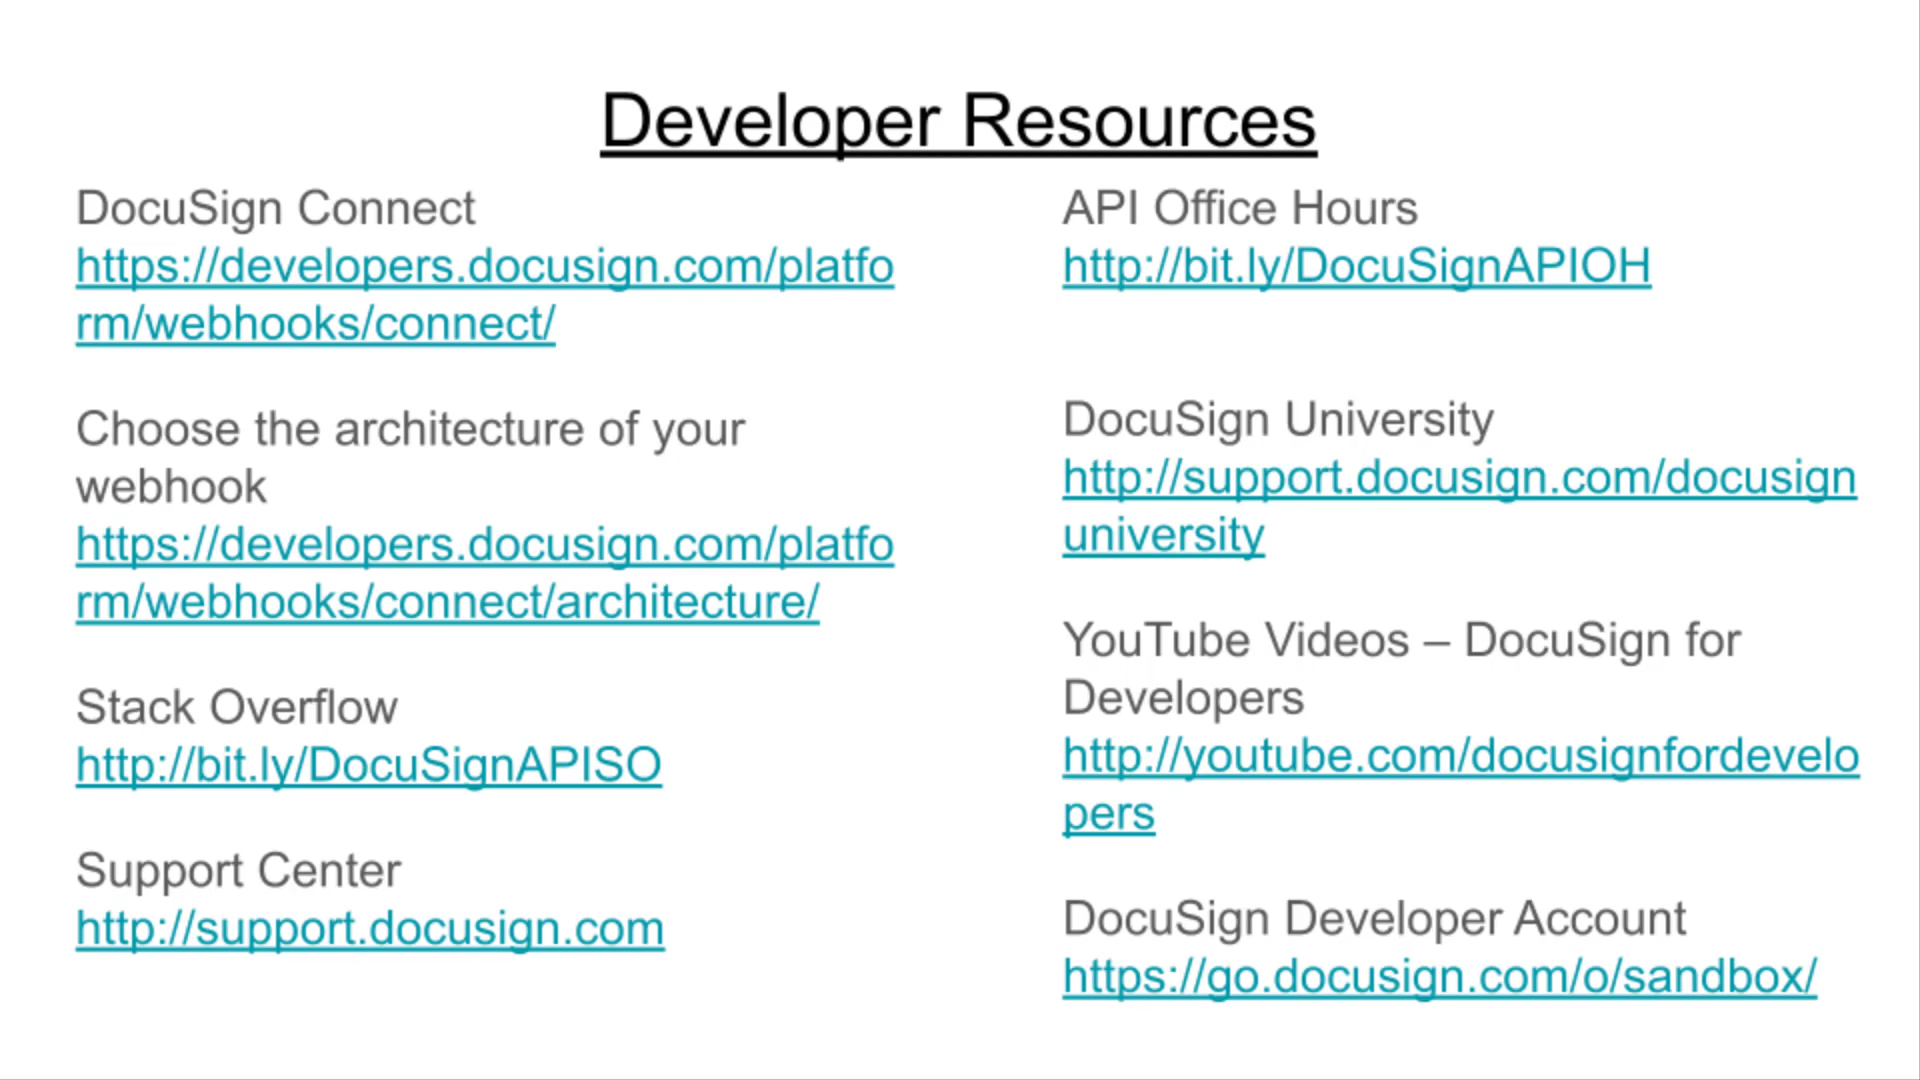 Developer Resources
DocuSign Connect
https://developers.docusign.com/platfo
rm/webhooks/connect/
Choose the architecture of your
webhook
https://developers.docusign.com/platfo
rm/webhooks/connect/architecture/
Stack Overflow
http://bit.ly/DocuSignAPISO
Support Center
http://support.docusign.com
API Office Hours
http://bit.ly/DocuSignAPIOH
DocuSign University
http://support.docusign.com/docusign
university
YouTube Videos – DocuSign for
Developers
http://youtube.com/docusignfordevelo
pers
DocuSign Developer Account
https://go.docusign.com/o/sandbox/